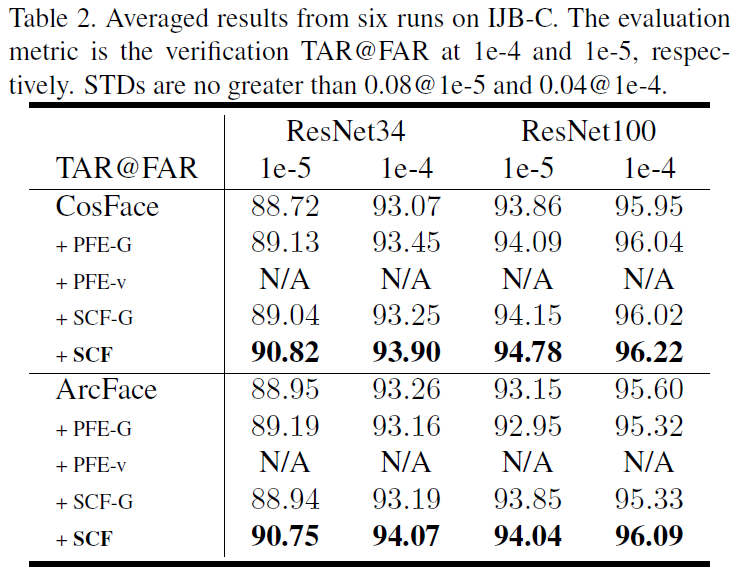 Table 2. Averaged results from six runs on IJB-C. The evaluation
metric is the verification TAR@FAR at 1e-4 and 1e-5, respec-
tively. STDs are no greater than 0.08@1e-5 and 0.04@1e-4.
ResNet34 ResNet100
TAR@FAR 1e-5 1e-4 1e-5 1e-4
CosFace 88.72 93.07 93.86 95.95
+ PFE-G 89.13 93.45 94.09 96.04
+ PFE-v N/A N/A N/A N/A
+ SCF-G 89.04 93.25 94.15 96.02
+ SCF 90.82 93.90 94.78 96.22
ArcFace 88.95 93.26 93.15 95.60
+ PFE-G 89.19 93.16 92.95 95.32
+ PFE-v N/A N/A N/A N/A
+ SCF-G 88.94 93.19 93.85 95.33
+ SCF 90.75 94.07 94.04 96.09